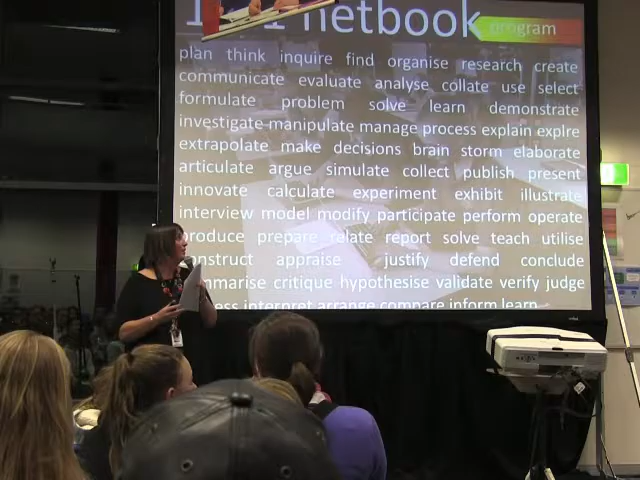 netbook program
plan think inquire find organise research create
communicate evaluate analyse collate use select
formulate problem solve learn demonstrate
investigate manipulate manage process explain explre
extrapolate make decisions brain storm elaborate
articulate argue simulate collect publish present
innovate calculate experiment exhibit illustrate
interview model modify participate perform operate
produce prepare relate report solve teach utilise
construct appraise justify defend conclude
summarise critique hypothesise validate verify judge
interpret arrange compare inform learn